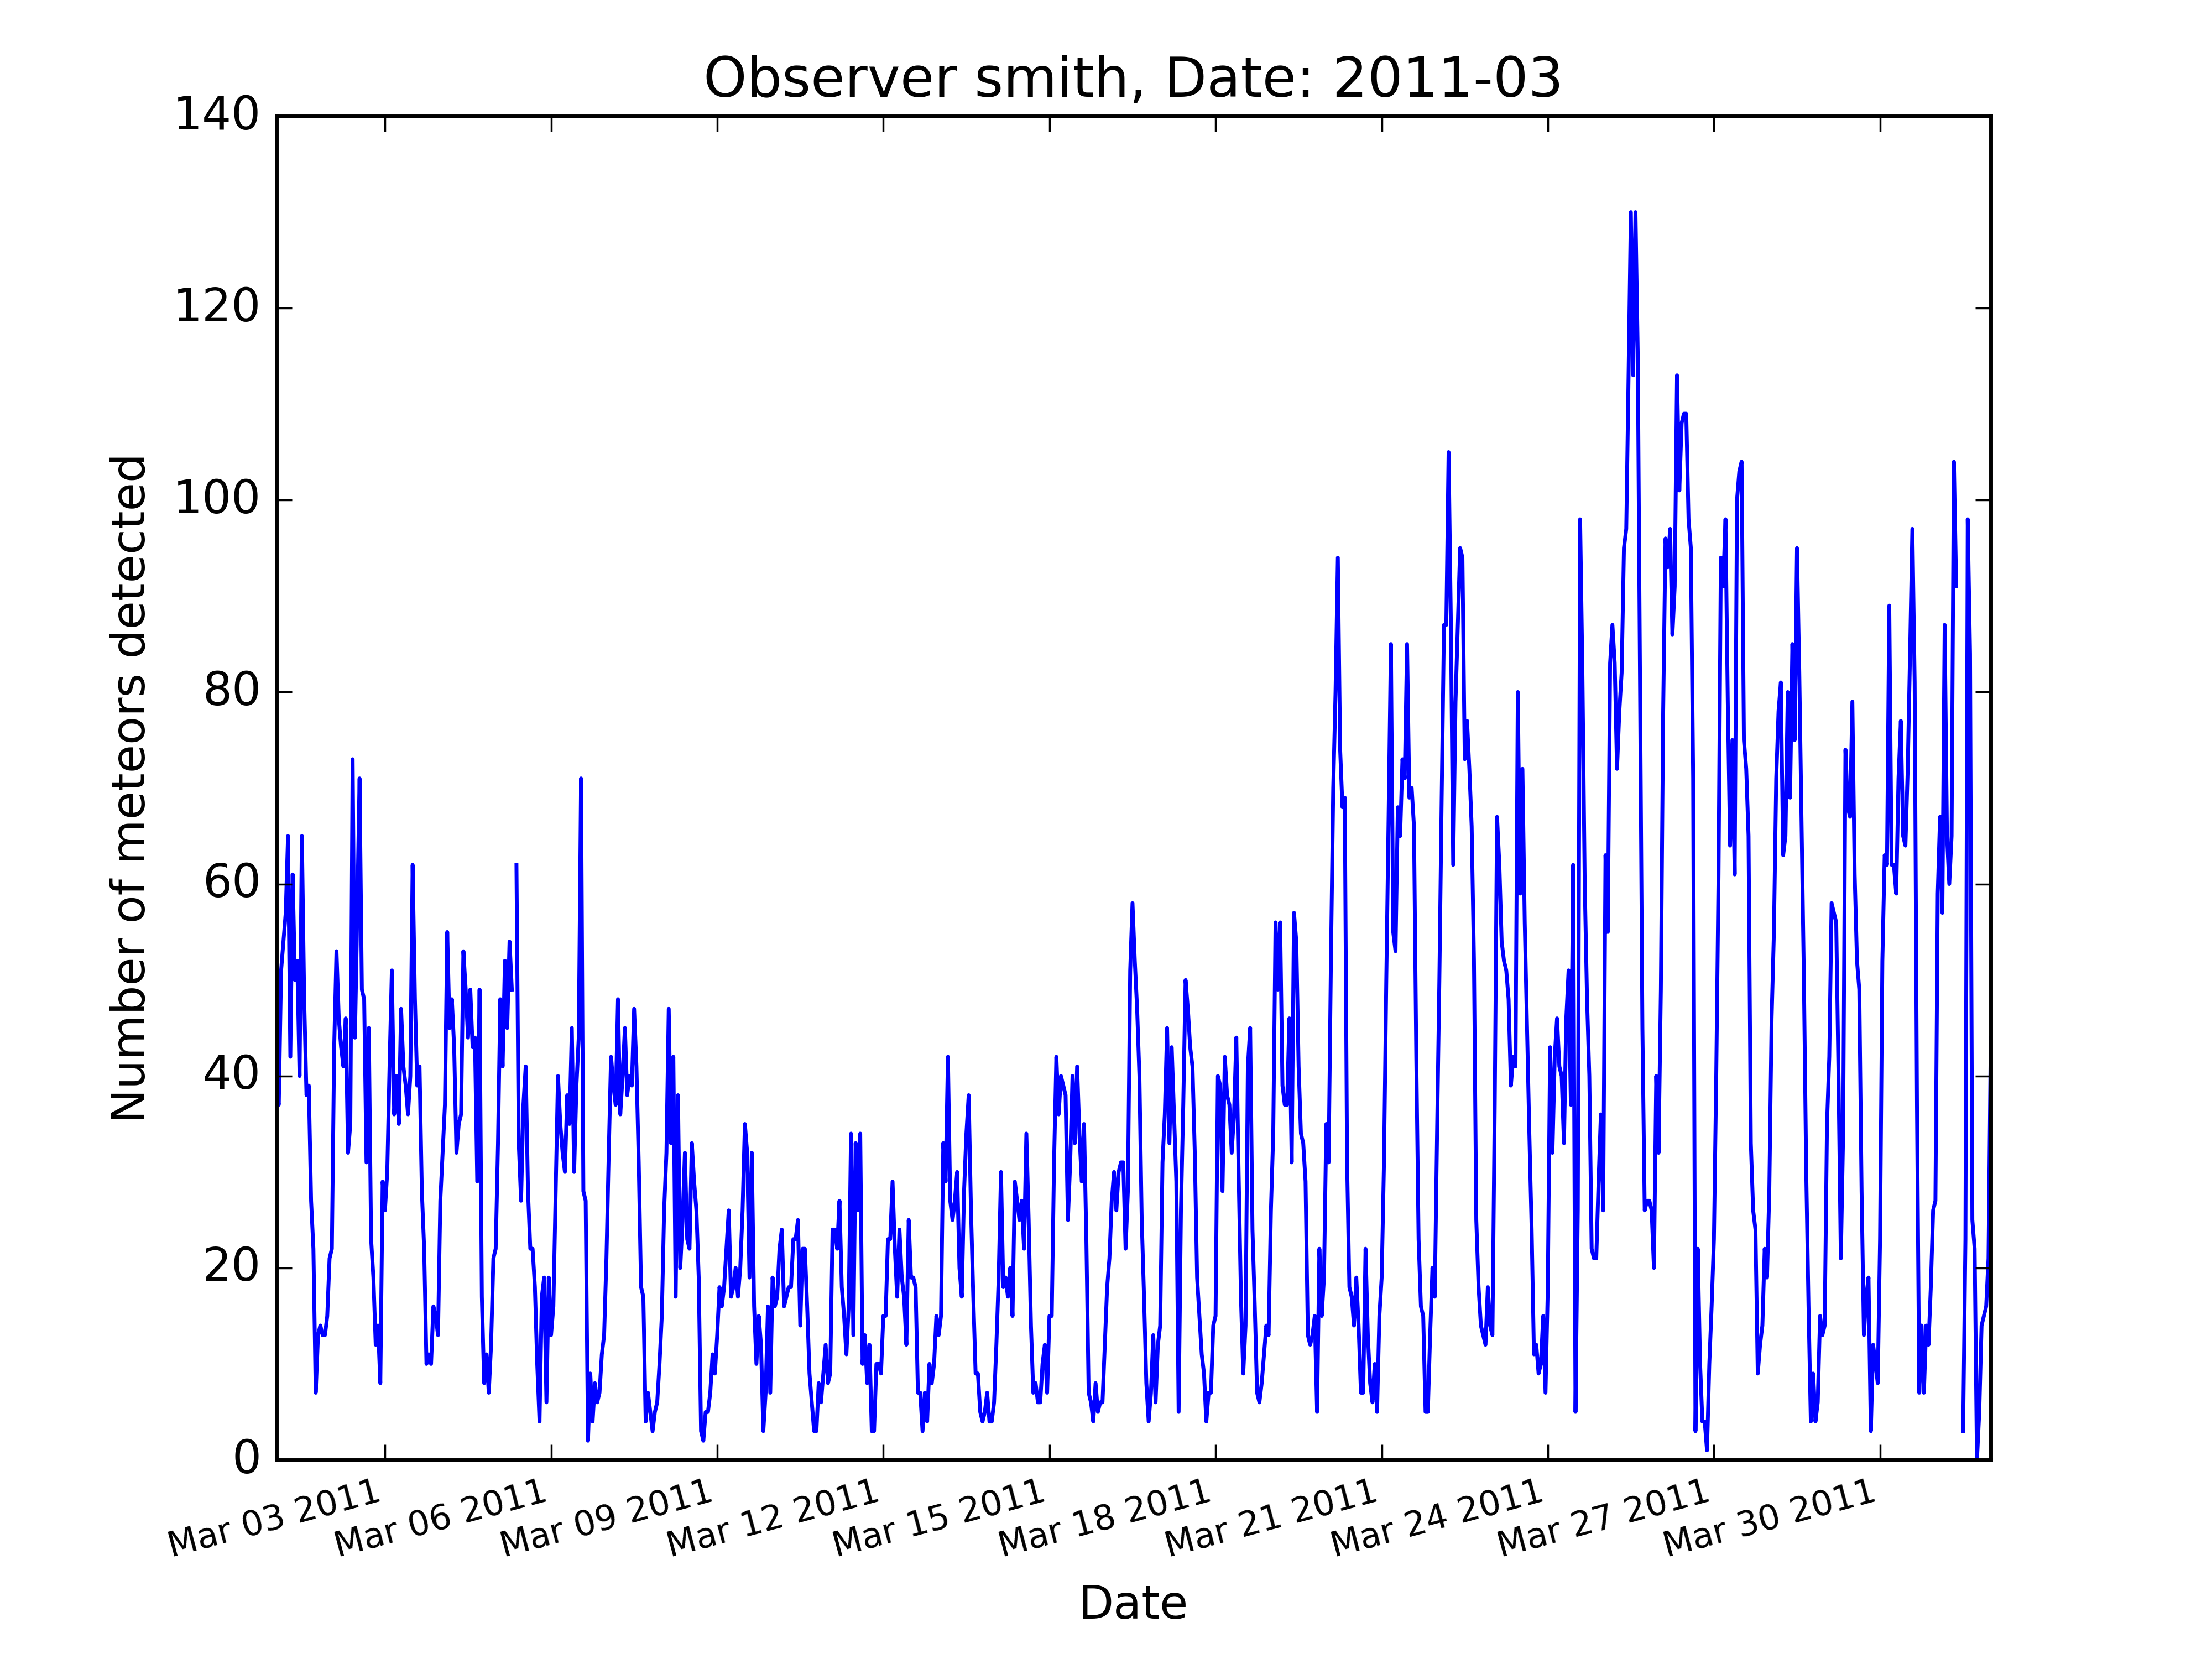 Observer smith, Date: 2011-03
140
120
100
80
60
40
20
0
Number of meteors detected
Mar 03 2011
Mar 06 2011
Mar 09 2011
Mar 12 2011
Mar 15 2011
Mar 18 2011
Mar 21 2011
Mar 24 2011
Mar 27 2011
Mar 30 2011
Date